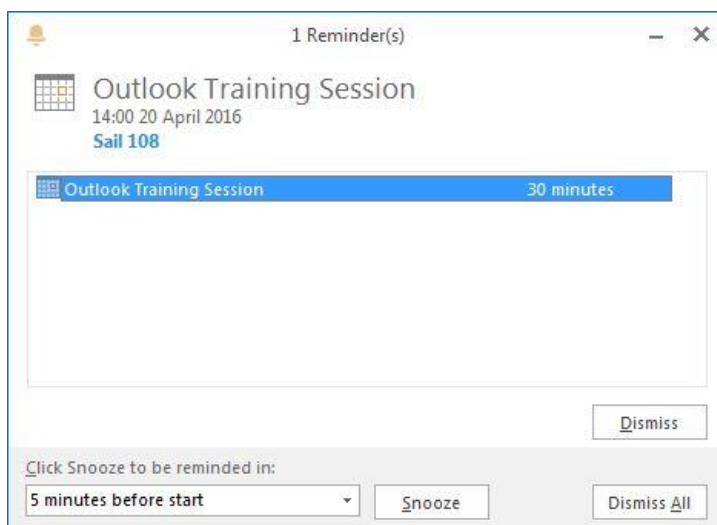 1 Reminder(s)
Outlook Training Session
14:00 20 April 2016
Sail 108
Outlook Training Session 30 minutes
Dismiss
Click Snooze to be reminded in:
5 minutes before start Snooze Dismiss All